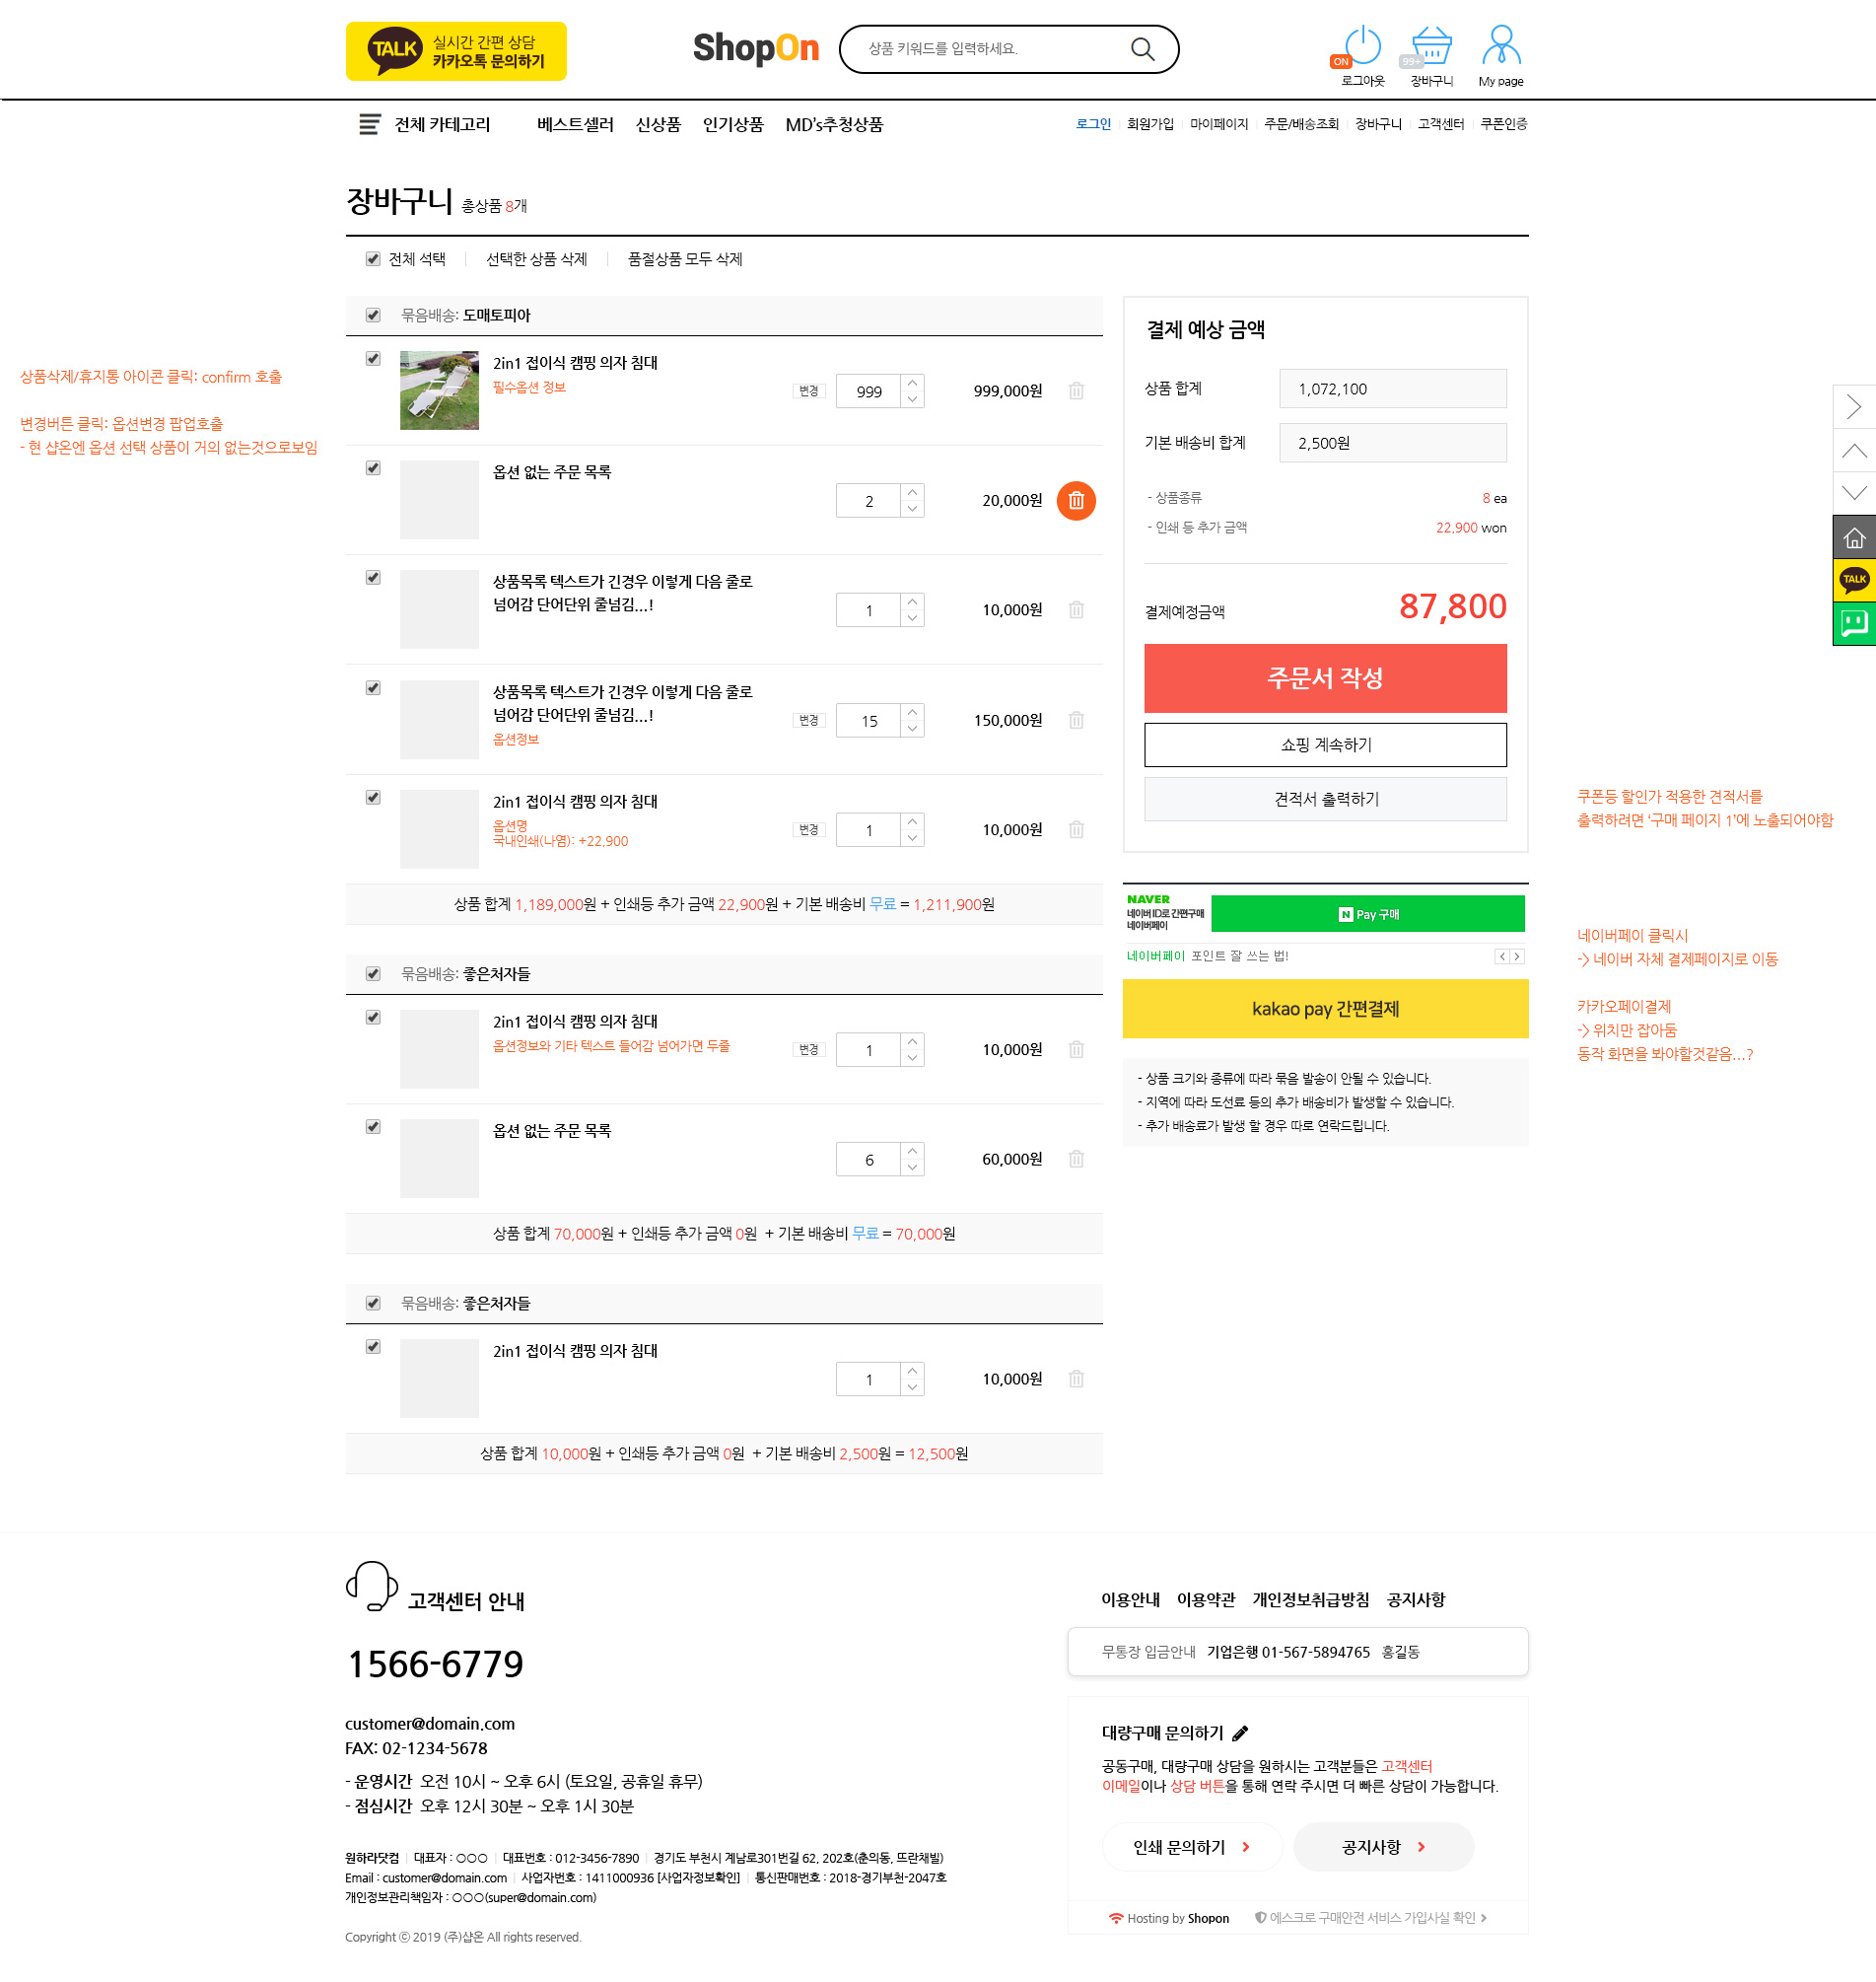 TALK 실시간 간편 상담
카카오톡 문의하기
ShopOn
상품 키워드를 입력하세요.
ON
로그아웃
99+
장바구니
My page
전체 카테고리 베스트셀러 신상품 인기상품 MD's추청상품
로그인 회원가입 마이페이지 주문/배송조회 장바구니 고객센터 쿠폰인증
장바구니 총상품 8개
전체 석택 선택한 상품 삭제 품절상품 모두 삭제
상품삭제/휴지통 아이콘 클릭: confirm 호출
변경버튼 클릭: 옵션변경 팝업호출
- 현 샵온엔 옵션 선택 상품이 거의 없는것으로보임
묶음배송: 도매토피아
2in1 접이식 캠핑 의자 침대
필수옵션 정보
변경 999 999,000원
옵션 없는 주문 목록
2 20,000원
상품목록 텍스트가 긴경우 이렇게 다음 줄로
넘어감 단어단위 줄넘김...!
1 10,000원
상품목록 텍스트가 긴경우 이렇게 다음 줄로
넘어감 단어단위 줄넘김...!
옵션정보
변경 15 150,000원
2in1 접이식 캠핑 의자 침대
옵션명
국내인쇄(나염): +22,900
변경 1 10,000원
상품 합계 1,189,000원 + 인쇄등 추가 금액 22,900원 + 기본 배송비 무료 = 1,211,900원
묶음배송: 좋은처자들
2in1 접이식 캠핑 의자 침대
옵션정보와 기타 텍스트 들어감 넘어가면 두줄
변경 1 10,000원
옵션 없는 주문 목록
6 60,000원
상품 합계 70,000원 + 인쇄등 추가 금액 0원 + 기본 배송비 무료 = 70,000원
묶음배송: 좋은처자들
2in1 접이식 캠핑 의자 침대
1 10,000원
상품 합계 10,000원 + 인쇄등 추가 금액 0원 + 기본 배송비 2,500원 = 12,500원
결제 예상 금액
상품 합계 1,072,100
기본 배송비 합계 2,500원
- 상품종류 8 ea
- 인쇄 등 추가 금액 22,900 won
결제예정금액 87,800
주문서 작성
쇼핑 계속하기
견적서 출력하기
TALK
쿠폰등 할인가 적용한 견적서를
출력하려면 '구매 페이지 1'에 노출되어야함
NAVER
네이버ID로 간편구매
네이버페이
N Pay 구매
네이버페이 포인트 잘 쓰는 법!
kakao pay 간편결제
네이버페이 클릭시
-> 네이버 자체 결제페이지로 이동
카카오페이결제
-> 위치만 잡아둠
동작 화면을 봐야할것같음...?
- 상품 크기와 종류에 따라 묶음 발송이 안될 수 있습니다.
- 지역에 따라 도선료 등의 추가 배송비가 발생할 수 있습니다.
- 추가 배송료가 발생 할 경우 따로 연락드립니다.
고객센터 안내
1566-6779
customer@domain.com
FAX: 02-1234-5678
- 운영시간 오전 10시 ~ 오후 6시 (토요일, 공휴일 휴무)
- 점심시간 오후 12시 30분 ~ 오후 1시 30분
원하라닷컴 대표자 : ○○○ 대표번호 : 012-3456-7890 경기도 부천시 계남로301번길 62, 202호(춘의동, 뜨란채빌)
Email : customer@domain.com 사업자번호 : 1411000936 [사업자정보확인] 통신판매번호 : 2018-경기부천-2047호
개인정보관리책임자 : ○○○(super@domain.com)
Copyright ⓒ 2019 (주)샵온 All rights reserved.
이용안내 이용약관 개인정보취급방침 공지사항
무통장 입금안내 기업은행 01-567-5894765 홍길동
대량구매 문의하기
공동구매, 대량구매 상담을 원하시는 고객분들은 고객센터
이메일이나 상담 버튼을 통해 연락 주시면 더 빠른 상담이 가능합니다.
인쇄 문의하기 공지사항
Hosting by Shopon 에스크로 구매안전 서비스 가입사실 확인